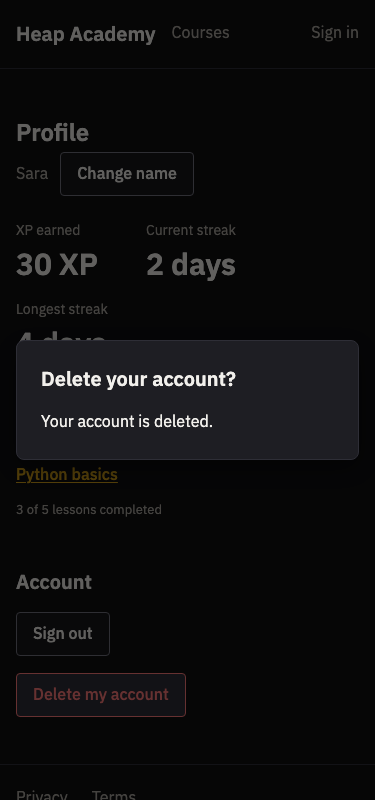 Heap Academy Courses Sign in
Profile
Sara Change name
XP earned Current streak
30 XP 2 days
Longest streak
4 days
Delete your account?
Your account is deleted.
Python basics
3 of 5 lessons completed
Account
Sign out
Delete my account
Privacy Terms